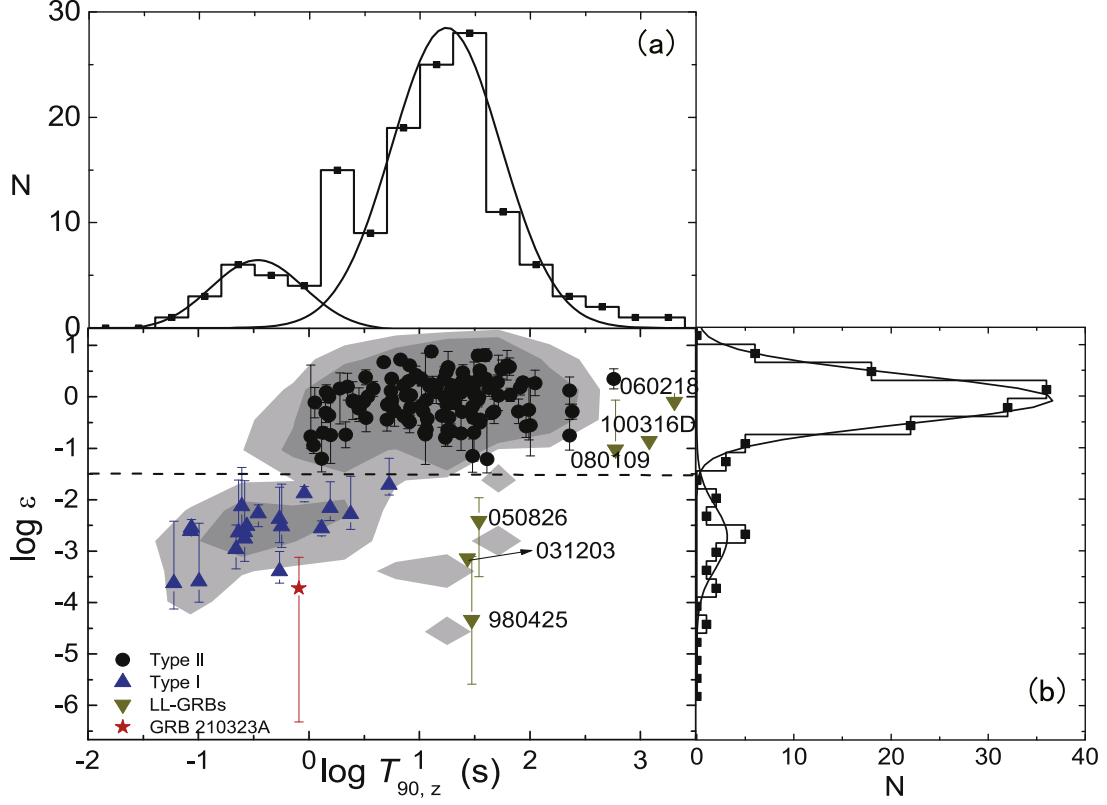 30
(a)
20
N
10
0
1
0
060218
100316D
-1
080109
-2
050826
031203
-3
-4
980425
-5
-6
log ε
Type II
Type I
LL-GRBs
GRB 210323A
(b)
-2
-1
0
1
2
3
0
10
20
30
40
log T90, z (s)
N